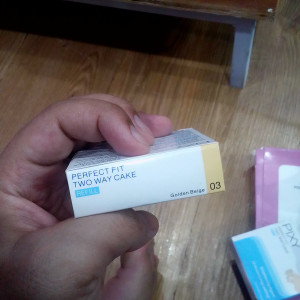 PERFECT FIT
TWO WAY CAKE
REFILL
Golden Beige
03
PIXY